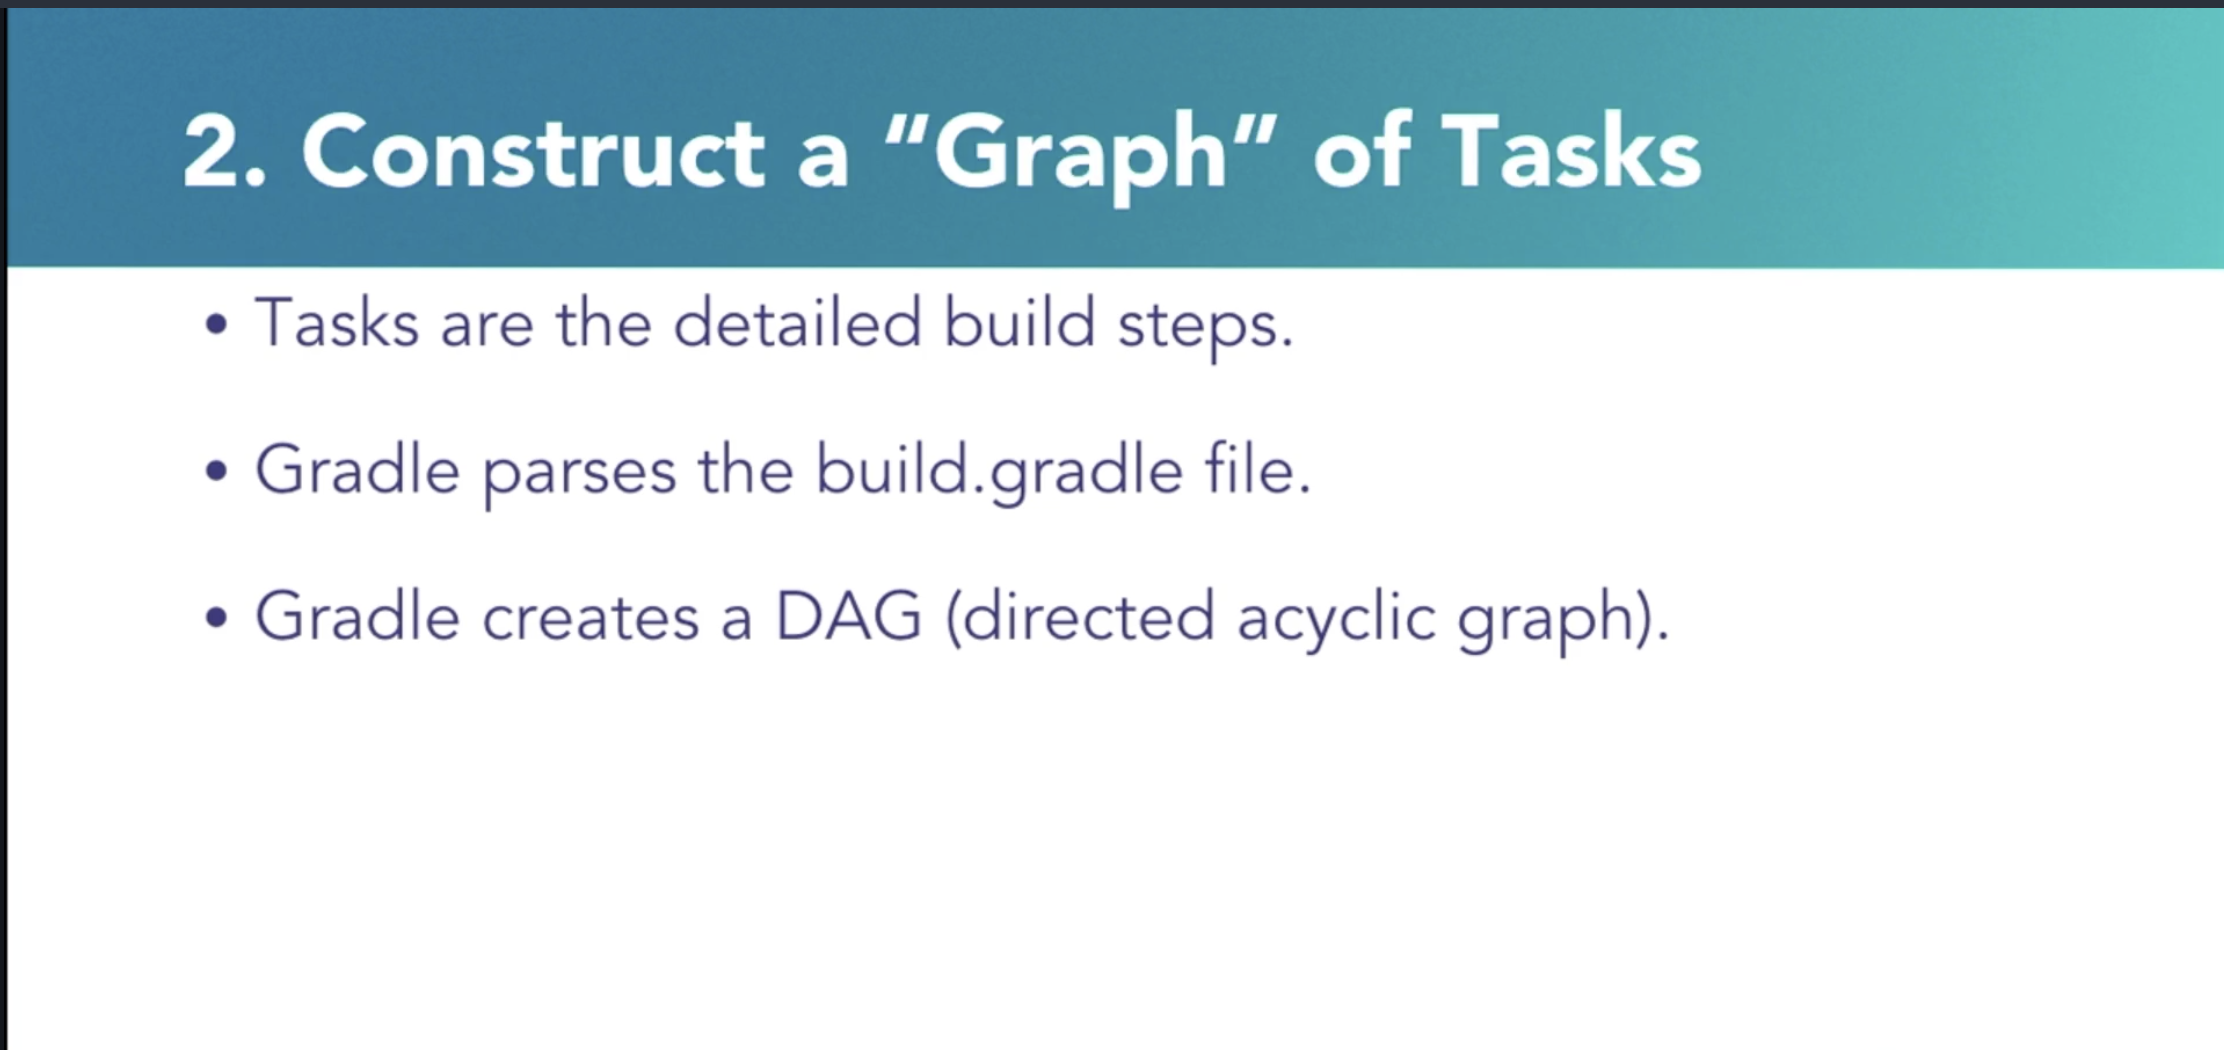 2. Construct a “Graph” of Tasks
• Tasks are the detailed build steps.
• Gradle parses the build.gradle file.
• Gradle creates a DAG (directed acyclic graph).